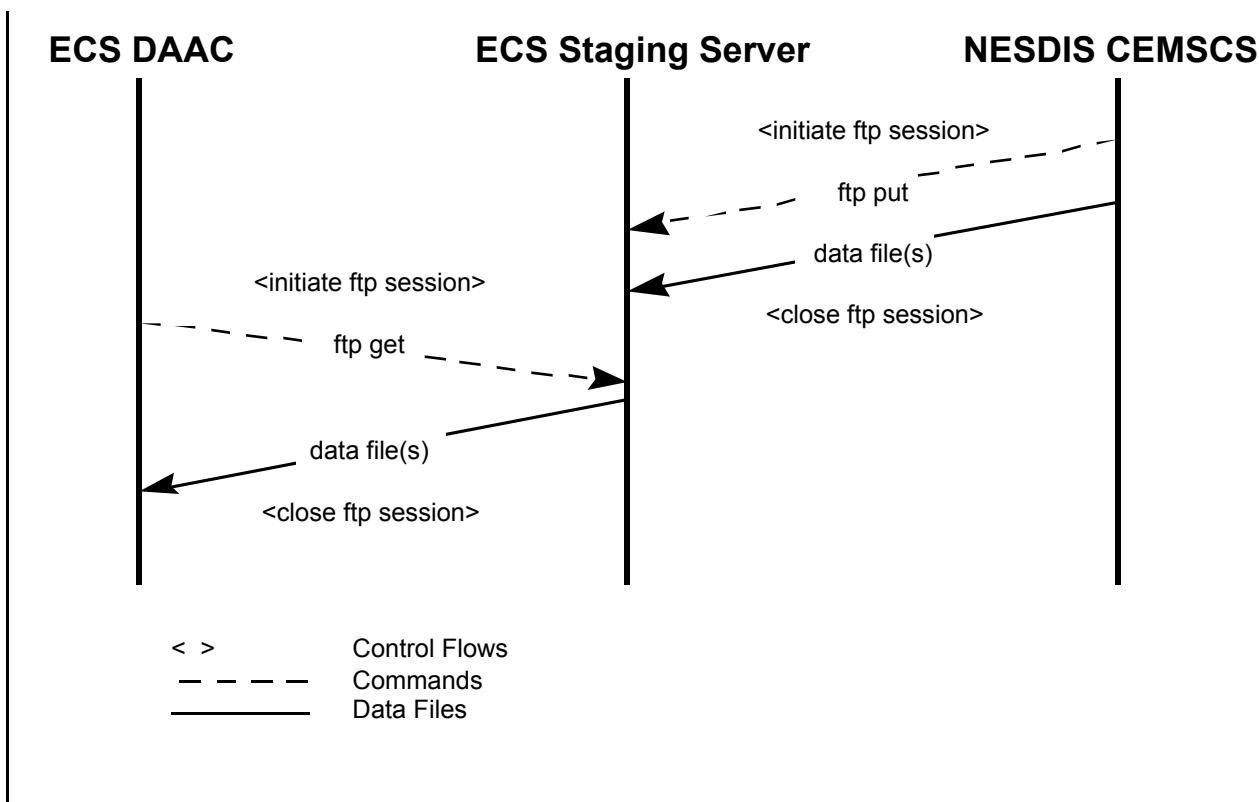 ECS DAAC
ECS Staging Server
NESDIS CEMSCS
<initiate ftp session>
ftp put
data file(s)
<close ftp session>
<initiate ftp session>
ftp get
data file(s)
<close ftp session>
< > Control Flows
Commands
Data Files